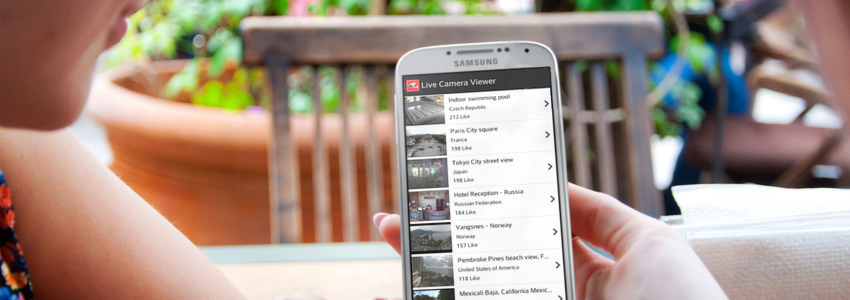 SAMSUNG
Live Camera Viewer
Indoor swimming pool
Czech Republic
212 Like
Paris City square
France
198 Like
Tokyo City street view
Japan
198 Like
Hotel Reception - Russia
Russian Federation
184 Like
Vangsnes - Norway
Norway
157 Like
Pembroke Pines beach view, F...
United States of America
118 Like
Mexicali Baja, California Mexic...